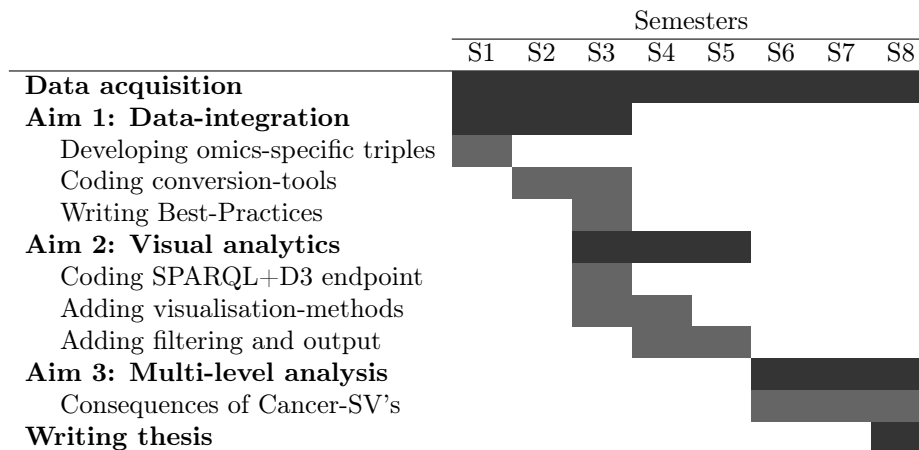 Semesters
S1 S2 S3 S4 S5 S6 S7 S8
Data acquisition
Aim 1: Data-integration
Developing omics-specific triples
Coding conversion-tools
Writing Best-Practices
Aim 2: Visual analytics
Coding SPARQL+D3 endpoint
Adding visualisation-methods
Adding filtering and output
Aim 3: Multi-level analysis
Consequences of Cancer-SV's
Writing thesis